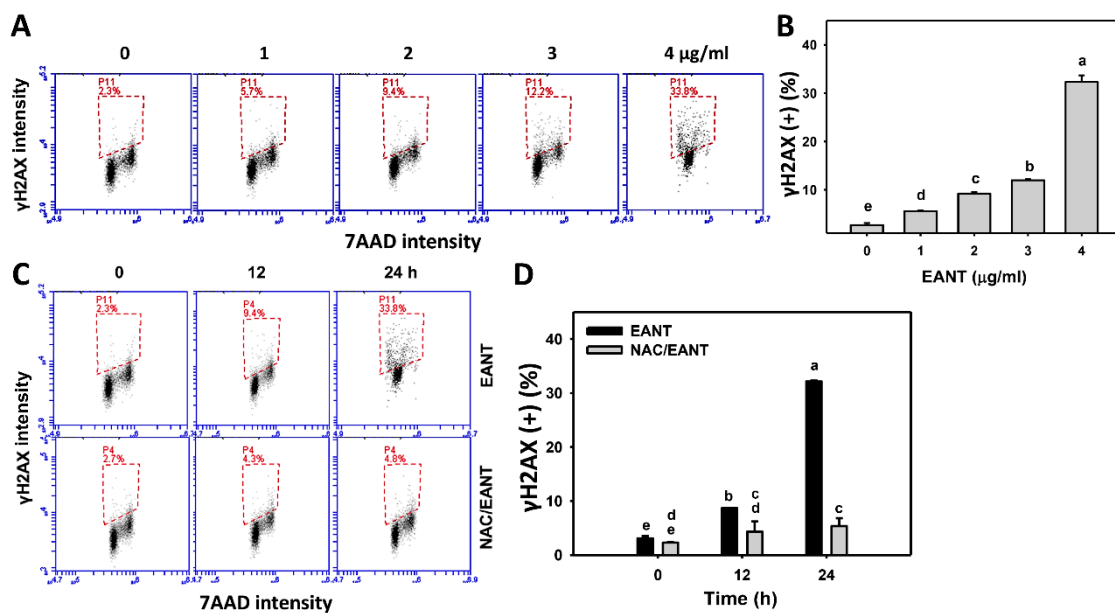 A
0
1
2
3
4 μg/ml
P11
2.3%
P11
5.7%
P11
9.4%
P11
12.2%
P11
33.8%
γH2AX intensity
7AAD intensity
B
γH2AX (+) (%)
40
30
20
10
e
d
c
b
a
0
1
2
3
4
EANT (μg/ml)
C
0
12
24 h
P11
2.3%
P4
9.4%
P11
33.8%
EANT
P4
2.7%
P4
4.3%
P4
4.8%
NAC/EANT
γH2AX intensity
7AAD intensity
D
EANT
NAC/EANT
γH2AX (+) (%)
40
30
20
10
0
e
d
e
b
c
d
a
c
0
12
24
Time (h)